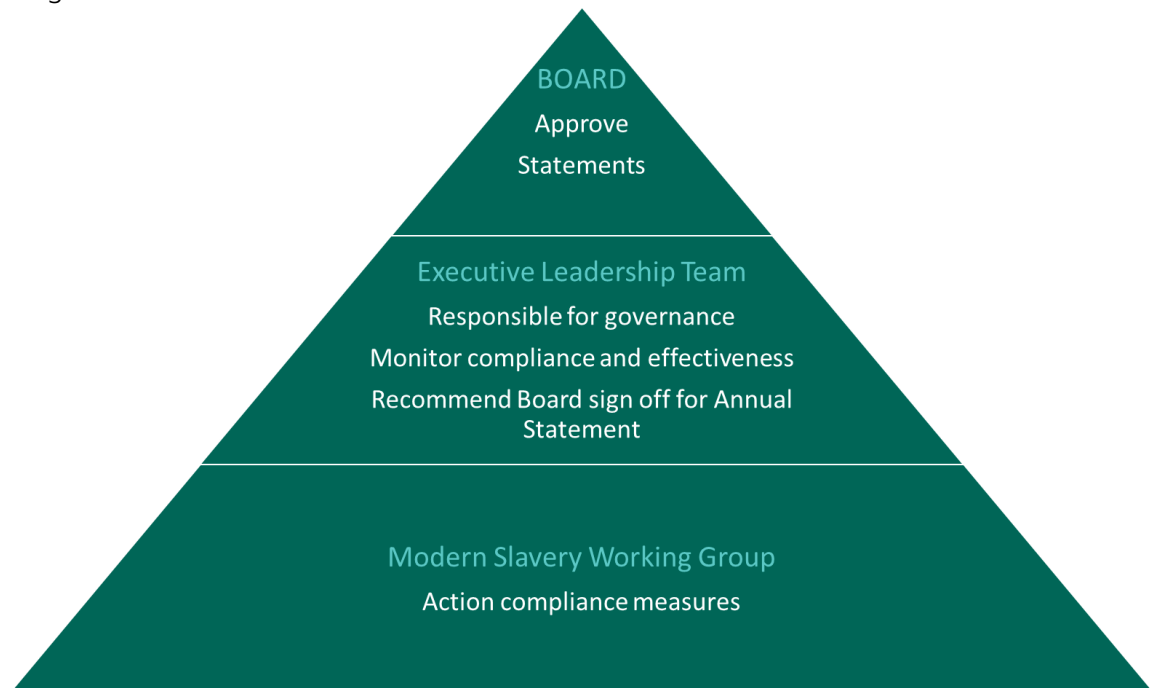 BOARD
Approve
Statements
Executive Leadership Team
Responsible for governance
Monitor compliance and effectiveness
Recommend Board sign off for Annual
Statement
Modern Slavery Working Group
Action compliance measures